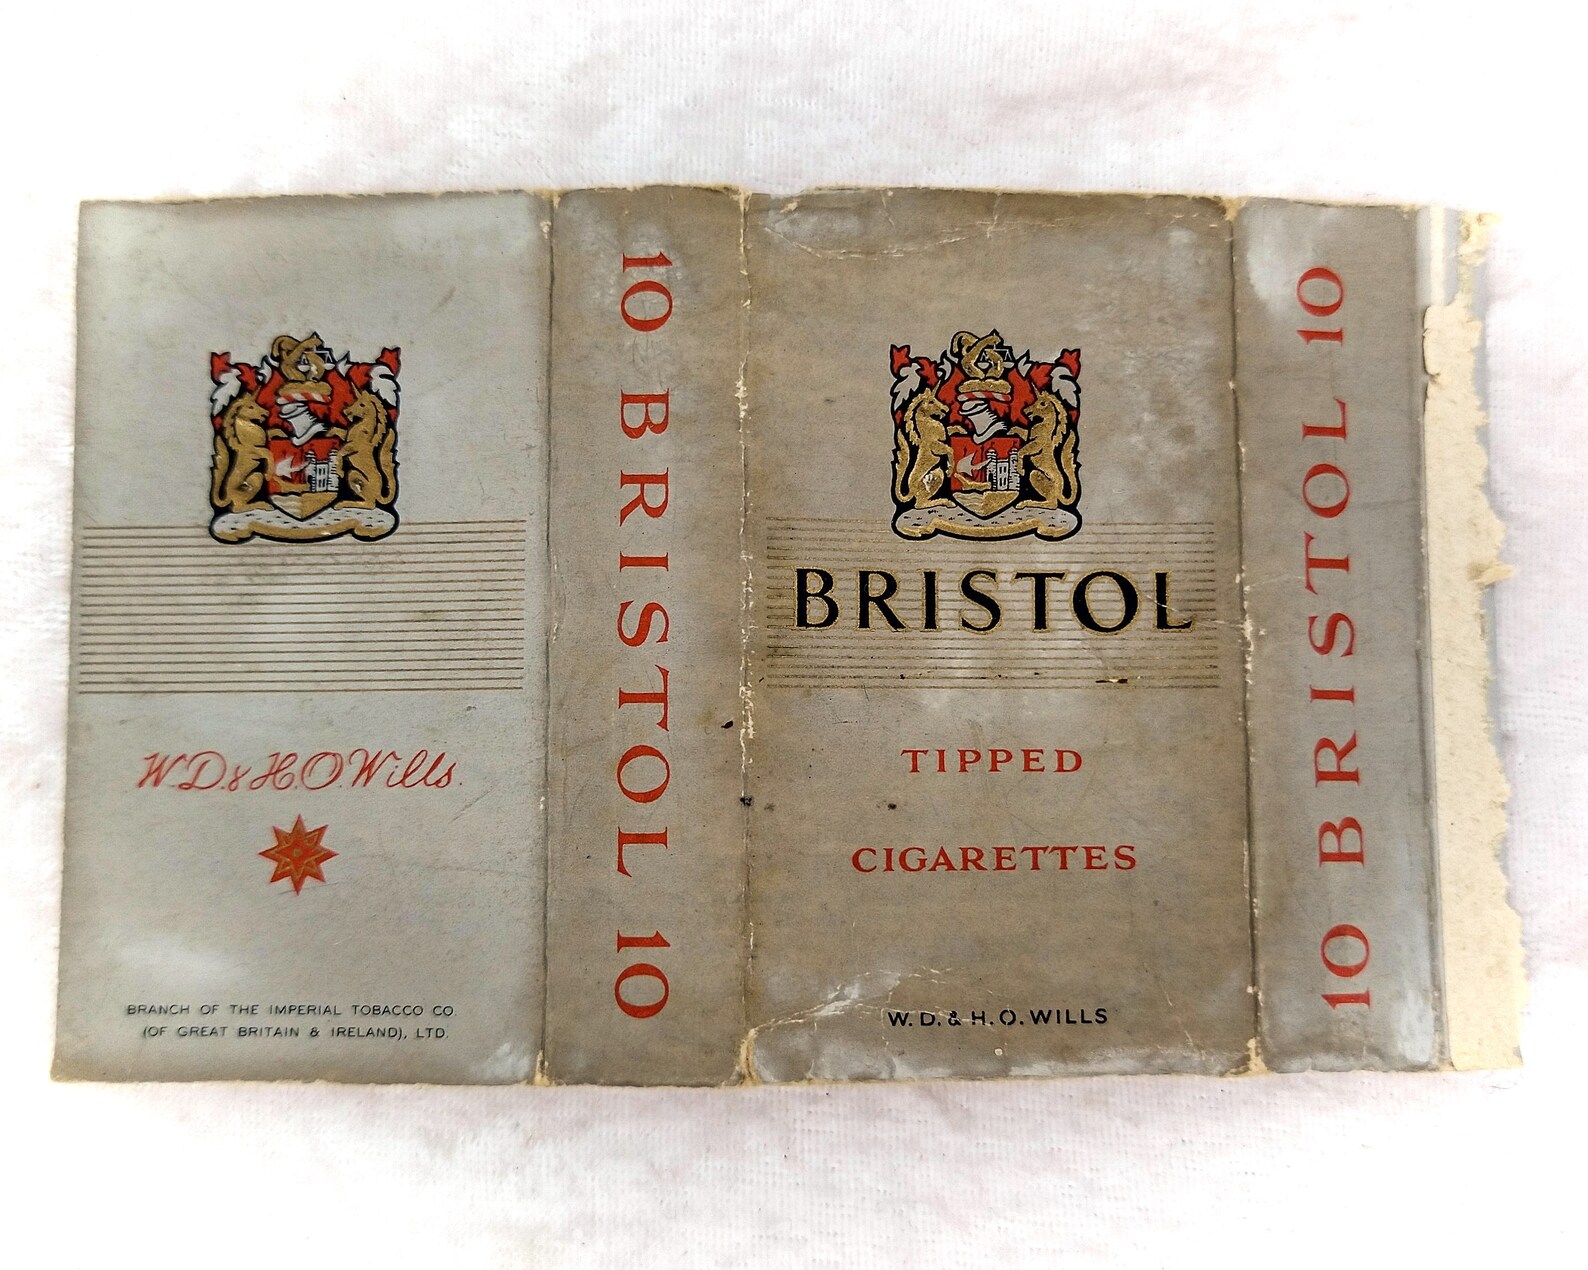 W.D. & H.O. Wills.
BRANCH OF THE IMPERIAL TOBACCO CO.
(OF GREAT BRITAIN & IRELAND), LTD.
10 BRISTOL 10
BRISTOL
TIPPED
CIGARETTES
W. D. & H. O. WILLS
10 BRISTOL 10